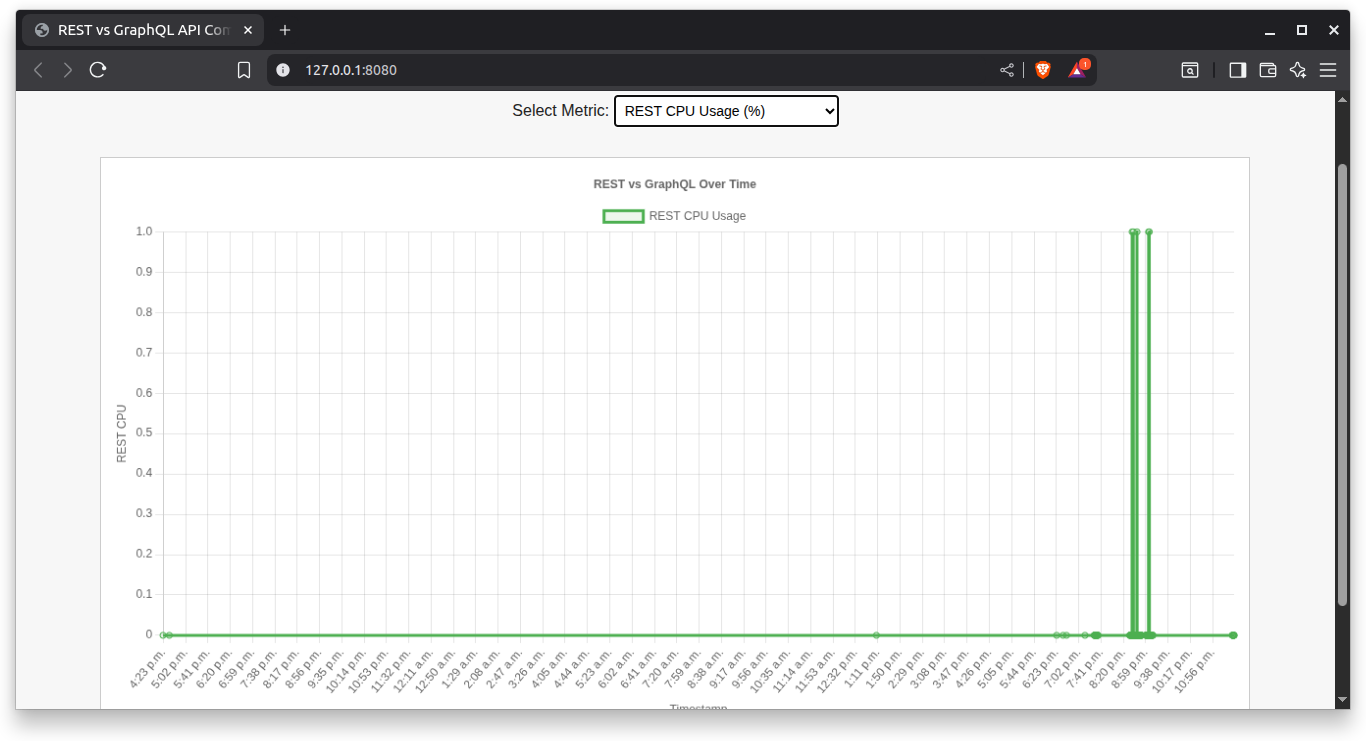 REST vs GraphQL API Con
127.0.0.1:8080
1
Select Metric: REST CPU Usage (%)
REST vs GraphQL Over Time
REST CPU Usage
1.0
0.9
0.8
0.7
0.6
0.5
0.4
0.3
0.2
0.1
0
REST CPU
4:23 p.m.
5:02 p.m.
5:41 p.m.
6:20 p.m.
6:59 p.m.
7:38 p.m.
8:17 p.m.
8:56 p.m.
9:35 p.m.
10:14 p.m.
10:53 p.m.
11:32 p.m.
12:11 a.m.
12:50 a.m.
1:29 a.m.
2:08 a.m.
2:47 a.m.
3:26 a.m.
4:05 a.m.
4:44 a.m.
5:23 a.m.
6:02 a.m.
6:41 a.m.
7:20 a.m.
7:59 a.m.
8:38 a.m.
9:17 a.m.
9:56 a.m.
10:35 a.m.
11:14 a.m.
11:53 a.m.
12:32 p.m.
1:11 p.m.
1:50 p.m.
2:29 p.m.
3:08 p.m.
3:47 p.m.
4:26 p.m.
5:05 p.m.
5:44 p.m.
6:23 p.m.
7:02 p.m.
7:41 p.m.
8:20 p.m.
8:59 p.m.
9:38 p.m.
10:17 p.m.
10:56 p.m.
Timestamp